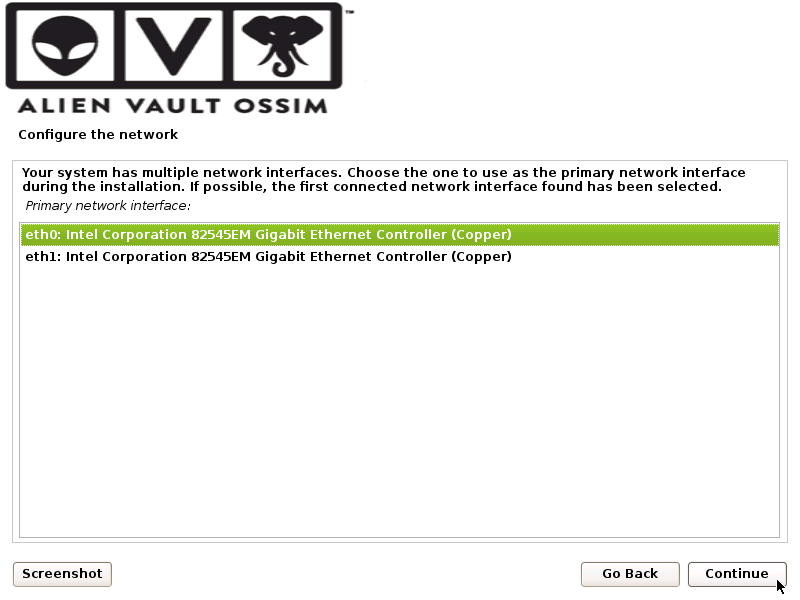 ™
ALIEN VAULT OSSIM
Configure the network
Your system has multiple network interfaces. Choose the one to use as the primary network interface
during the installation. If possible, the first connected network interface found has been selected.
Primary network interface:
eth0: Intel Corporation 82545EM Gigabit Ethernet Controller (Copper)
eth1: Intel Corporation 82545EM Gigabit Ethernet Controller (Copper)
Screenshot
Go Back
Continue